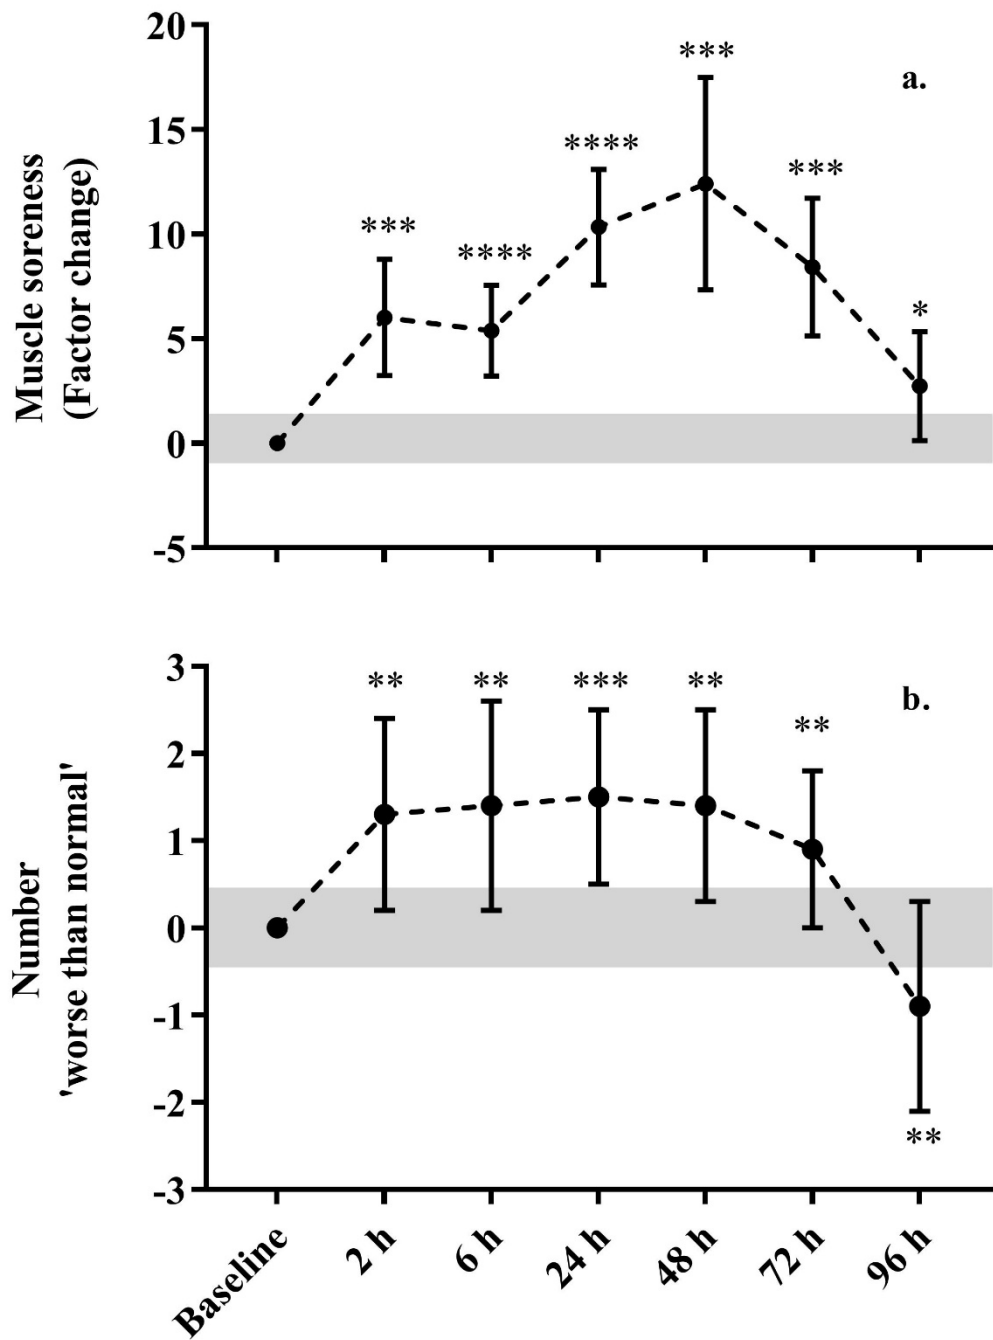 Muscle soreness
(Factor change)
20
15
10
5
0
-5
***
****
****
***
***
*
a.
Number
'worse than normal'
3
2
1
0
-1
-2
-3
**
**
***
**
**
**
b.
Baseline
2 h
6 h
24 h
48 h
72 h
96 h